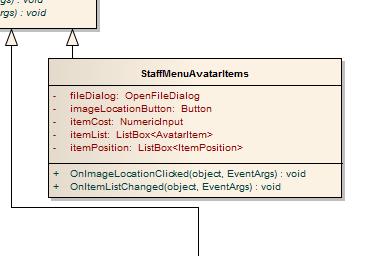 rgs) : void
rgs) : void
StaffMenuAvatarItems
- fileDialog: OpenFileDialog
- imageLocationButton: Button
- itemCost: NumericInput
- itemList: ListBox<AvatarItem>
- itemPosition: ListBox<ItemPosition>
+ OnImageLocationClicked(object, EventArgs) : void
+ OnItemListChanged(object, EventArgs) : void